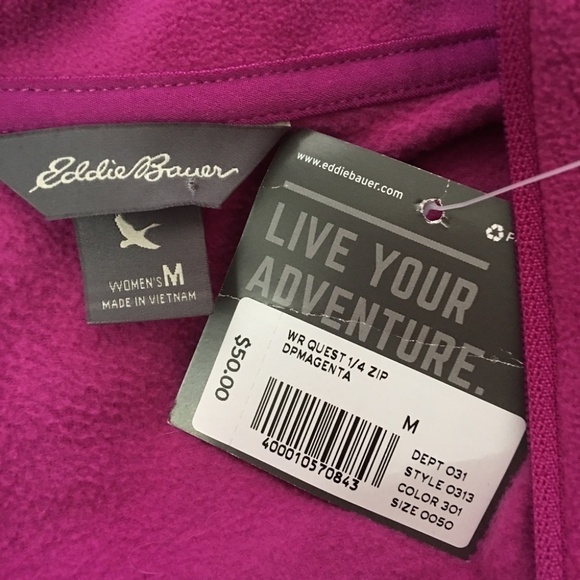 Eddie Bauer
WOMEN'S M
MADE IN VIETNAM
www.eddiebauer.com
LIVE YOUR
ADVENTURE.
$50.00
WR QUEST 1/4 ZIP
DPMAGENTA
M
400010570843
DEPT 031
STYLE 0313
COLOR 301
SIZE 0050